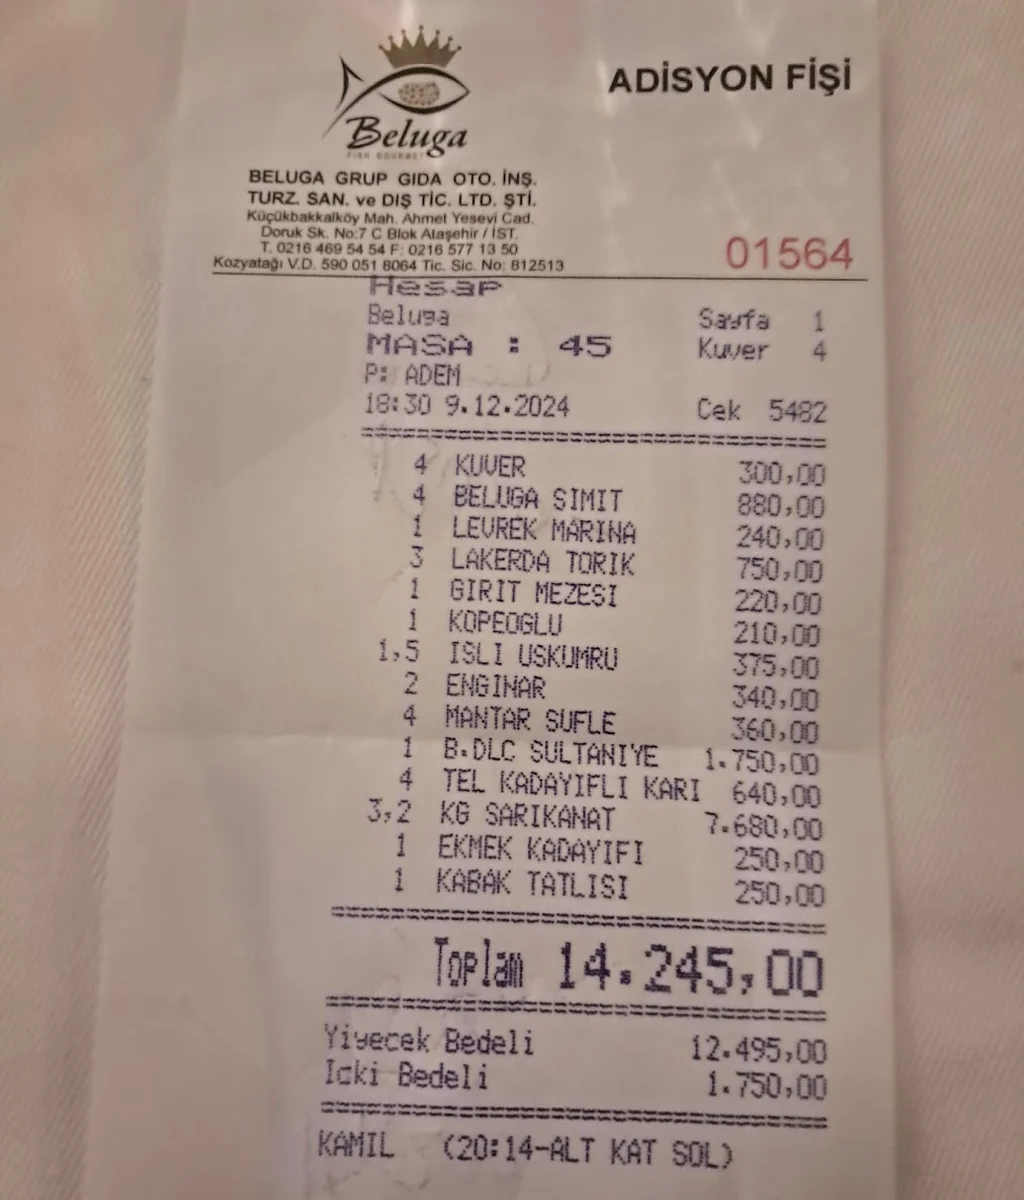 Beluga
FISH GOURMET
ADİSYON FİŞİ
BELUGA GRUP GIDA OTO. İNŞ.
TURZ. SAN. ve DIŞ TİC. LTD. ŞTİ.
Küçükbakkalköy Mah. Ahmet Yesevi Cad.
Doruk Sk. No:7 C Blok Ataşehir / İST.
T. 0216 469 54 54 F: 0216 577 13 50
Kozyatağı V.D. 590 051 8064 Tic. Sic. No: 812513
01564
Hesap
Beluga Sayfa 1
MASA : 45 Kuver 4
P: ADEM
18:30 9.12.2024 Cek 5482
4 KUVER 300,00
4 BELUGA SIMIT 880,00
1 LEVREK MARINA 240,00
3 LAKERDA TORIK 750,00
1 GIRIT MEZESI 220,00
1 KOPEOGLU 210,00
1,5 ISLI USKUMRU 375,00
2 ENGINAR 340,00
4 MANTAR SUFLE 360,00
1 B.DLC SULTANIYE 1.750,00
4 TEL KADAYIFLI KARI 640,00
3,2 KG SARIKANAT 7.680,00
1 EKMEK KADAYIFI 250,00
1 KABAK TATLISI 250,00
Toplam 14.245,00
Yiyecek Bedeli 12.495,00
Icki Bedeli 1.750,00
KAMIL (20:14-ALT KAT SOL)